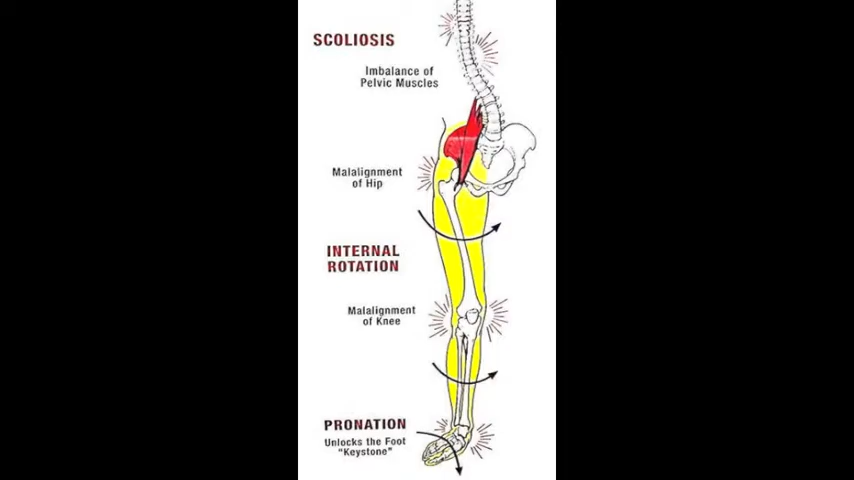 SCOLIOSIS
Imbalance of
Pelvic Muscles
Malalignment
of Hip
INTERNAL
ROTATION
Malalignment
of Knee
PRONATION
Unlocks the Foot
"Keystone"